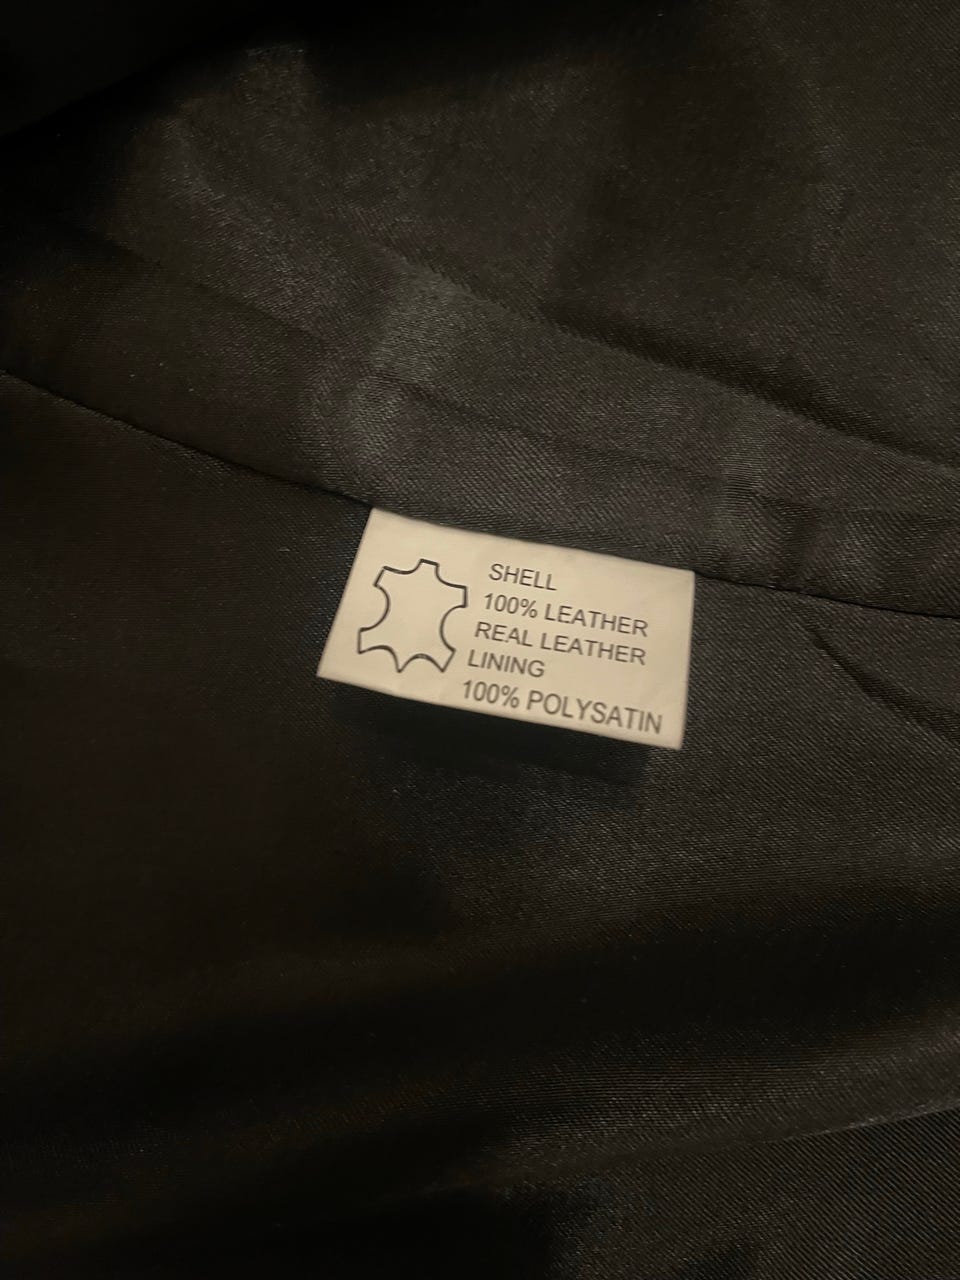 SHELL
100% LEATHER
REAL LEATHER
LINING
100% POLYSATIN